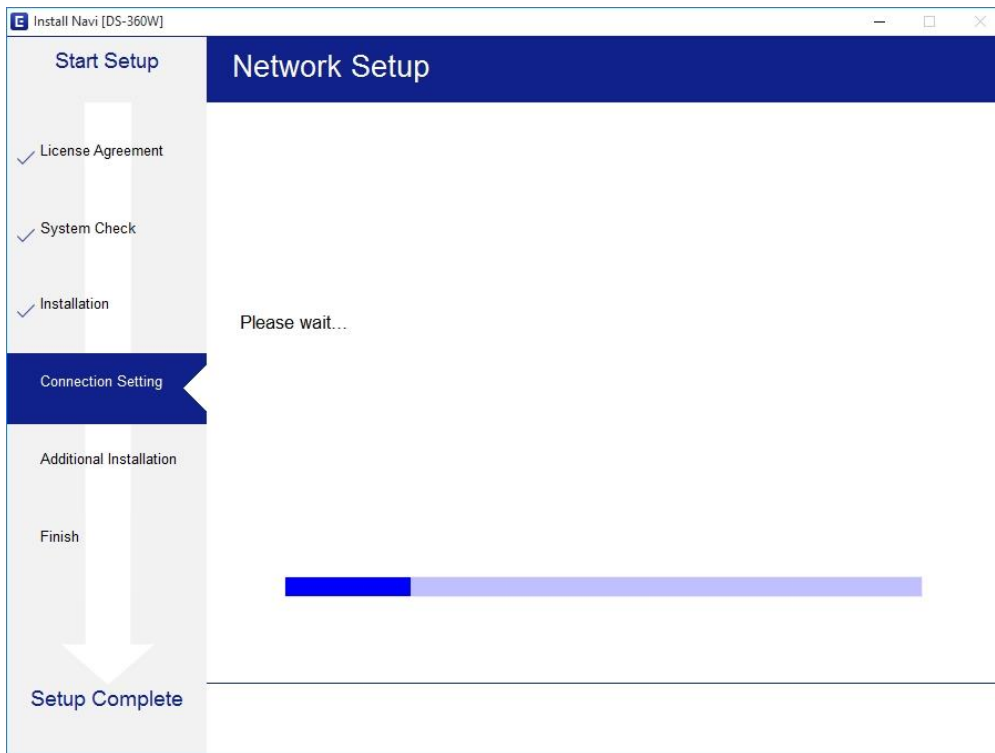 E Install Navi [DS-360W]
Start Setup
Network Setup
License Agreement
System Check
Installation
Please wait...
Connection Setting
Additional Installation
Finish
Setup Complete